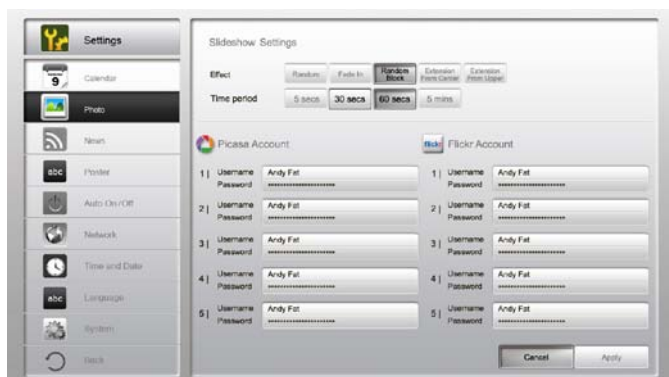 Settings
9
Calendar
Photo
News
abc Poster
Auto On/Off
Network
Time and Date
abc Language
System
Back
Slideshow Settings
Effect Random Fade In Random Block Extension From Center Extension From Upper
Time period 5 secs 30 secs 60 secs 5 mins
Picasa Account
1| Username Andy Fat
Password
2| Username Andy Fat
Password
3| Username Andy Fat
Password
4| Username Andy Fat
Password
5| Username Andy Fat
Password
flickr Flickr Account
1| Username Andy Fat
Password
2| Username Andy Fat
Password
3| Username Andy Fat
Password
4| Username Andy Fat
Password
5| Username Andy Fat
Password
Cancel Apply